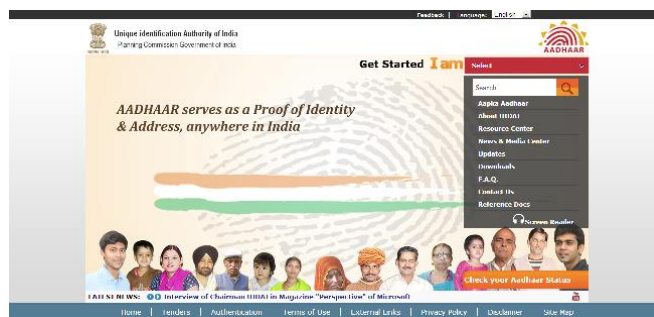 Feedback | Language: English
Unique Identification Authority of India
Planning Commission Government of India
AADHAAR
Get Started I am Select
Search
AADHAAR serves as a Proof of Identity
& Address, anywhere in India
Aapka Aadhaar
About UIDAI
Resource Center
News & Media Center
Updates
Downloads
F.A.Q.
Contact Us
Reference Docs
Screen Reader
Check your Aadhaar Status
LATEST NEWS: Interview of Chairman UIDAI in Magazine "Perspective" of Microsoft
Home | Tenders | Authentication Terms of Use | External Links | Privacy Policy | Disclaimer Site Map